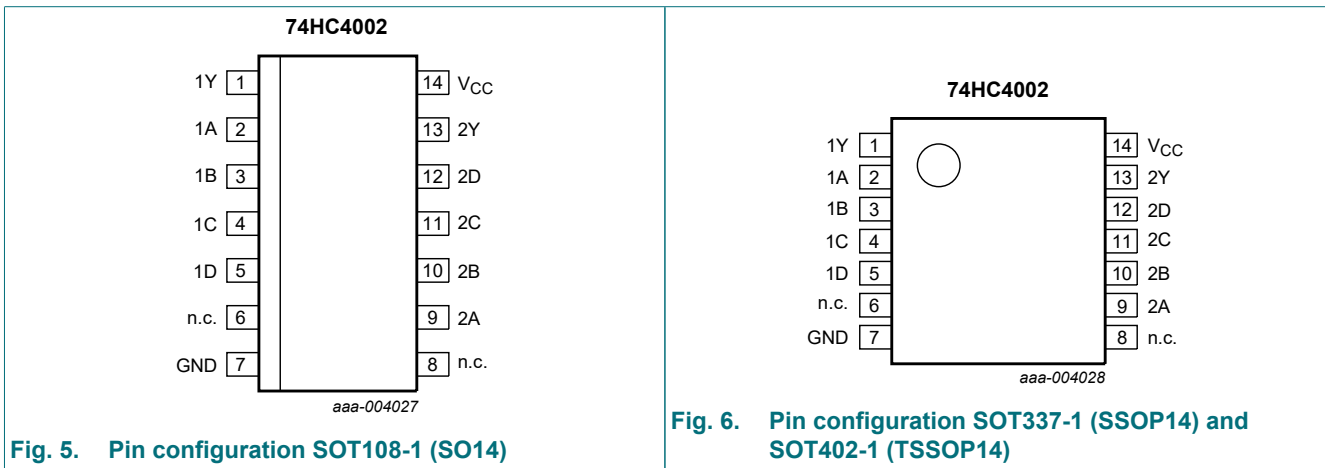 74HC4002
1Y 1 14 VCC
1A 2 13 2Y
1B 3 12 2D
1C 4 11 2C
1D 5 10 2B
n.c. 6 9 2A
GND 7 8 n.c.
aaa-004027
Fig. 5. Pin configuration SOT108-1 (SO14)
74HC4002
1Y 1 14 VCC
1A 2 13 2Y
1B 3 12 2D
1C 4 11 2C
1D 5 10 2B
n.c. 6 9 2A
GND 7 8 n.c.
aaa-004028
Fig. 6. Pin configuration SOT337-1 (SSOP14) and
SOT402-1 (TSSOP14)